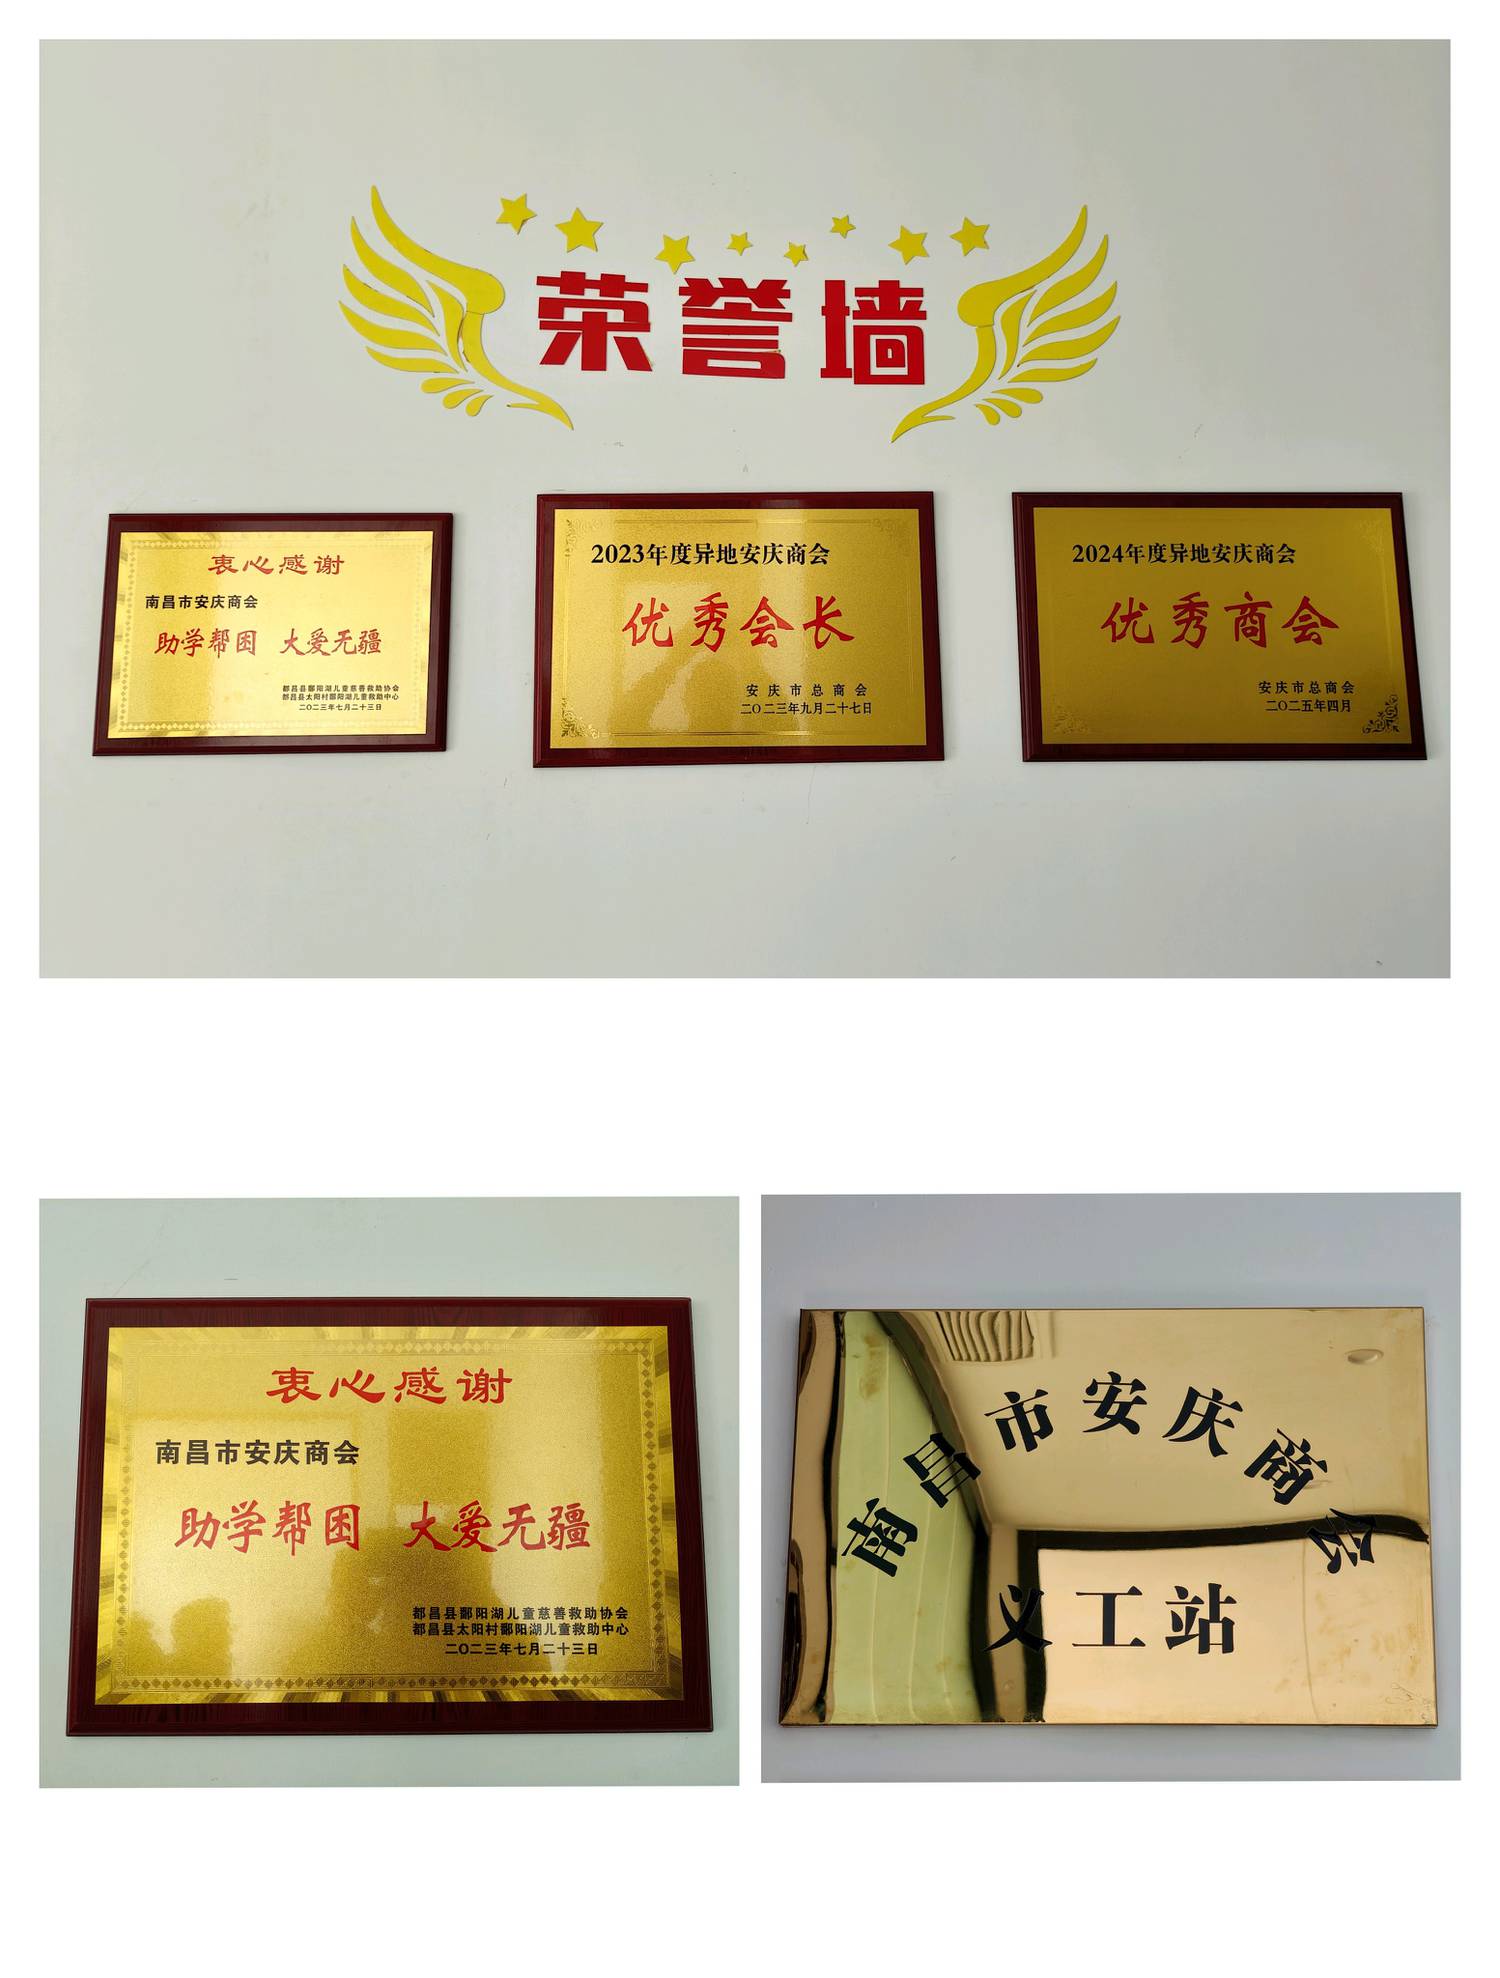 荣誉墙
衷心感谢
南昌市安庆商会
助学帮困 大爱无疆
都昌县鄱阳湖儿童慈善救助协会
都昌县太阳村鄱阳湖儿童救助中心
二〇二三年七月二十三日
2023年度异地安庆商会
优秀会长
安庆市总商会
二〇二三年九月二十七日
2024年度异地安庆商会
优秀商会
安庆市总商会
二〇二五年四月
衷心感谢
南昌市安庆商会
助学帮困 大爱无疆
都昌县鄱阳湖儿童慈善救助协会
都昌县太阳村鄱阳湖儿童救助中心
二〇二三年七月二十三日
南昌市安庆商会
义工站